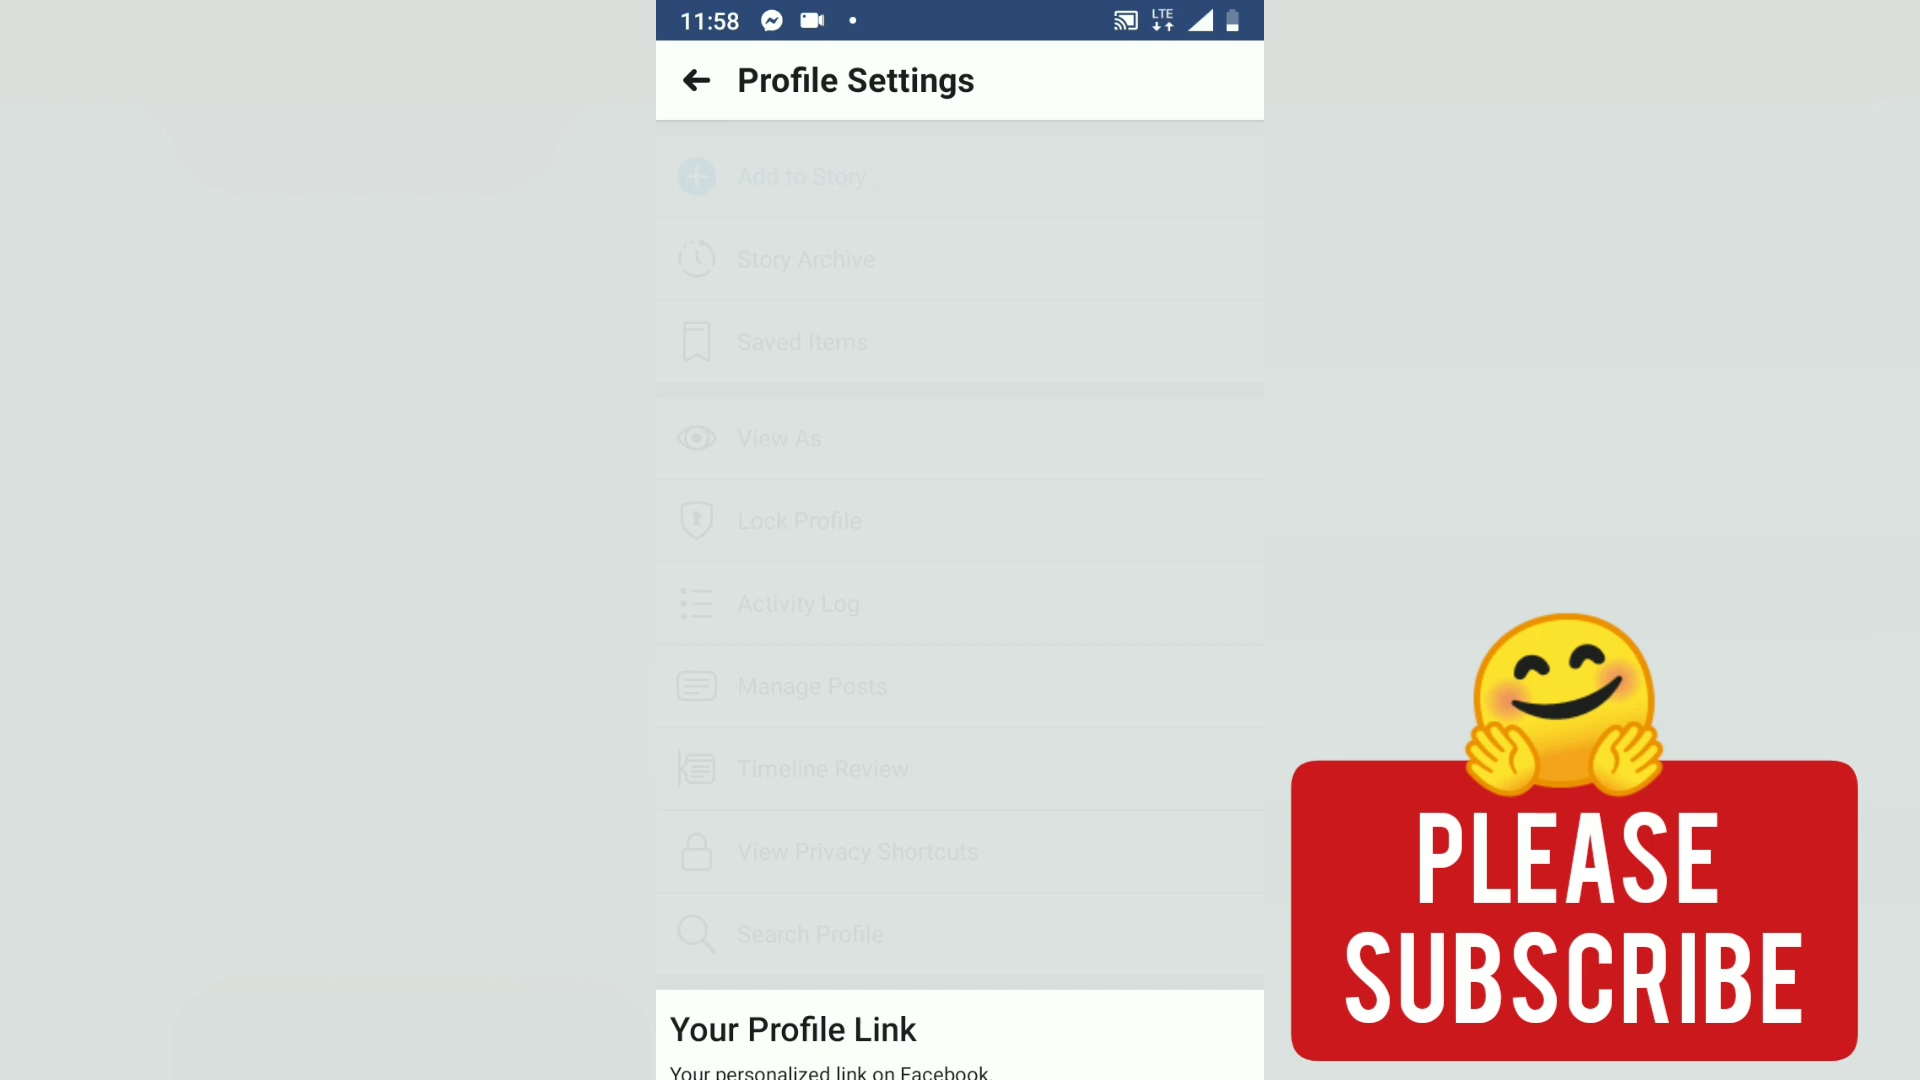 11:58
LTE
Profile Settings
Add to Story
Story Archive
Saved Items
View As
Lock Profile
Activity Log
Manage Posts
Timeline Review
View Privacy Shortcuts
Search Profile
Your Profile Link
Your personalized link on Facebook.
PLEASE
SUBSCRIBE